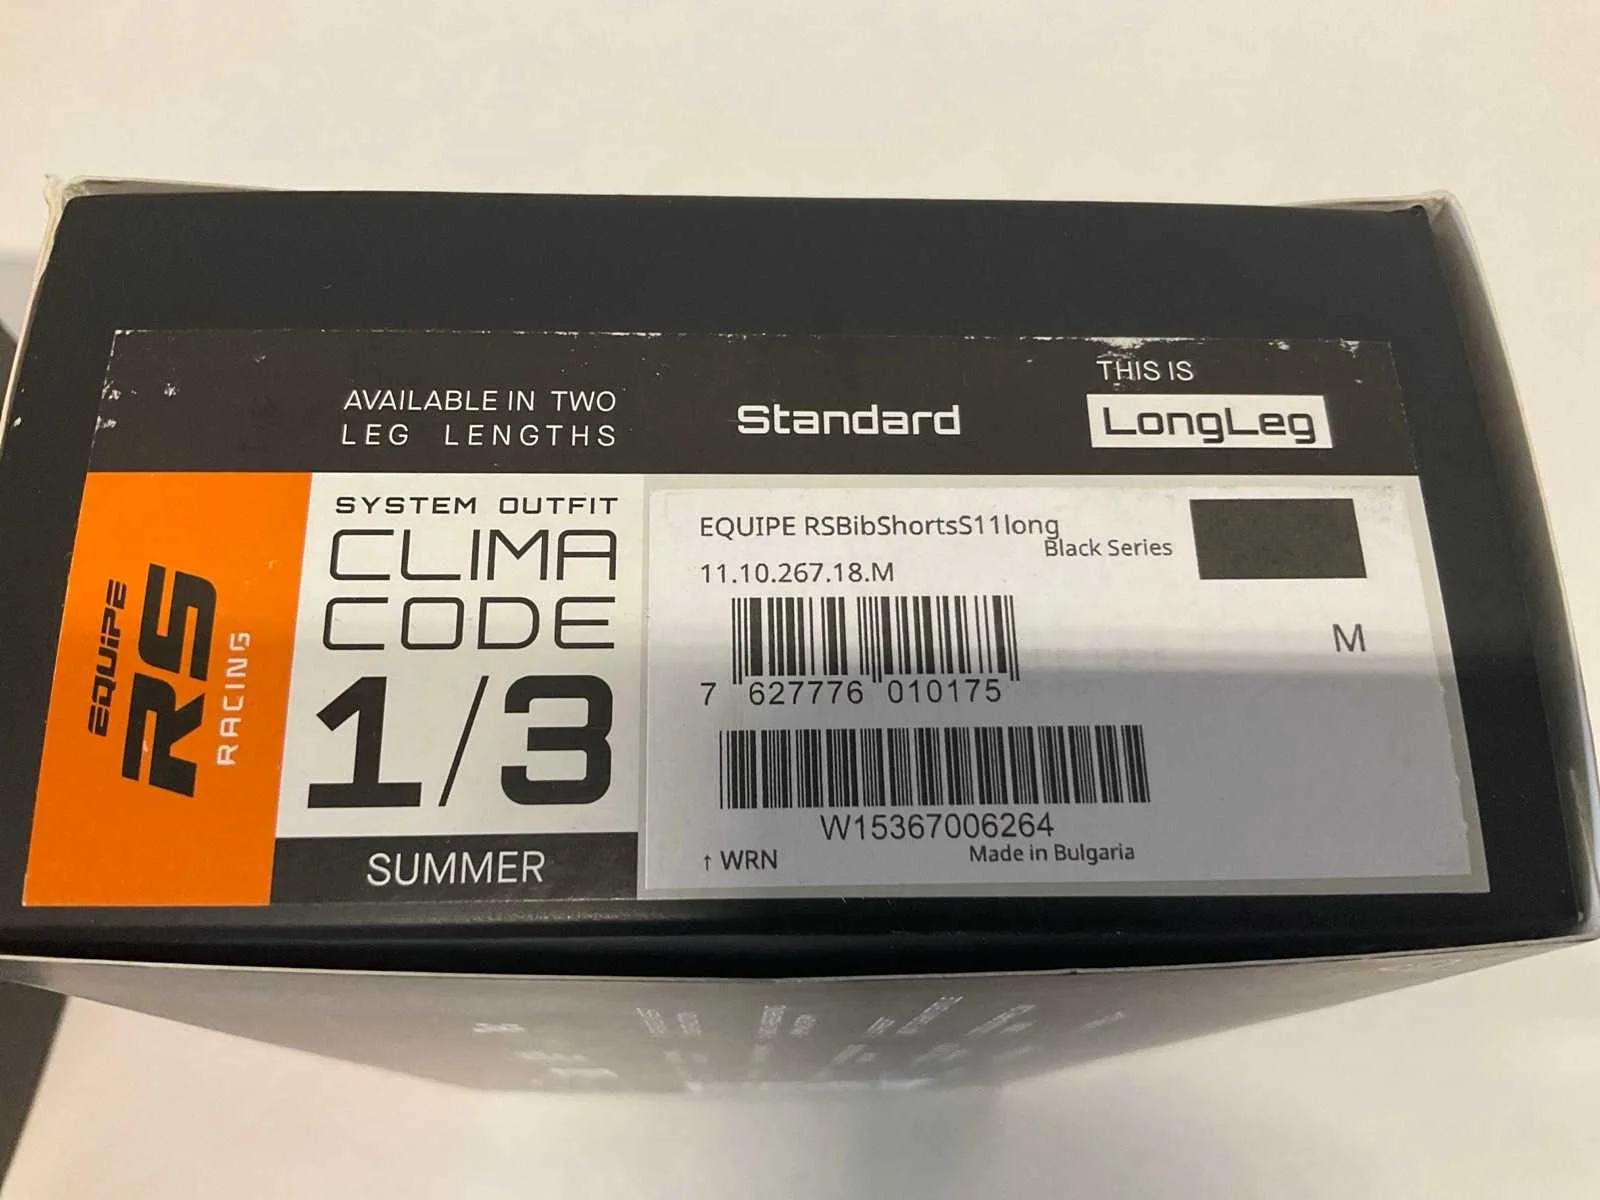 AVAILABLE IN TWO
LEG LENGTHS
Standard
THIS IS
LongLeg
EQUIPE
RS
RACING
SYSTEM OUTFIT
CLIMA
CODE
1/3
SUMMER
EQUIPE RSBibShortsS11long
Black Series
11.10.267.18.M
M
7 627776 010175
W15367006264
↑ WRN
Made in Bulgaria